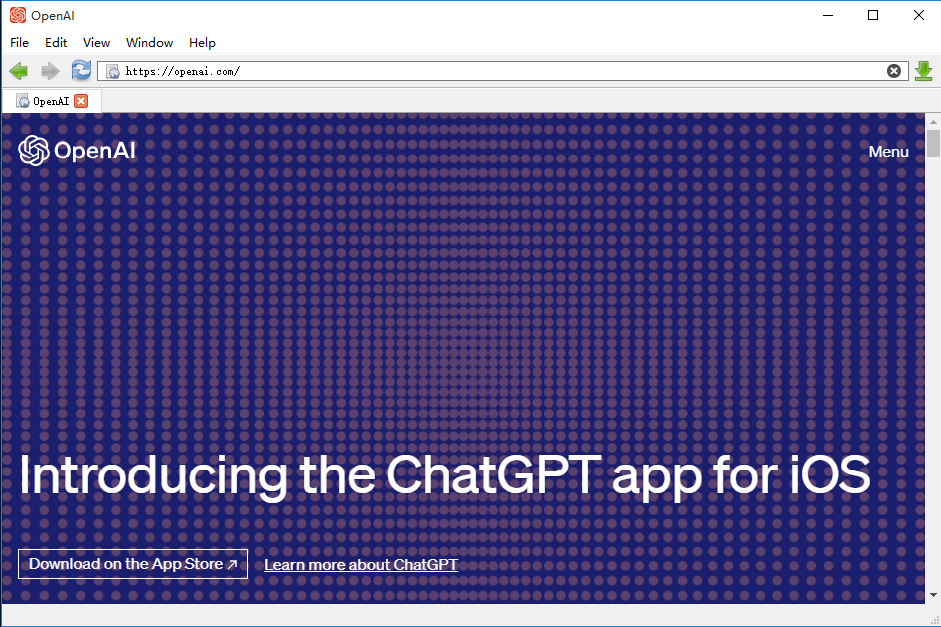 OpenAI
File Edit View Window Help
https://openai.com/
OpenAI
OpenAI Menu
Introducing the ChatGPT app for iOS
Download on the App Store ↗ Learn more about ChatGPT